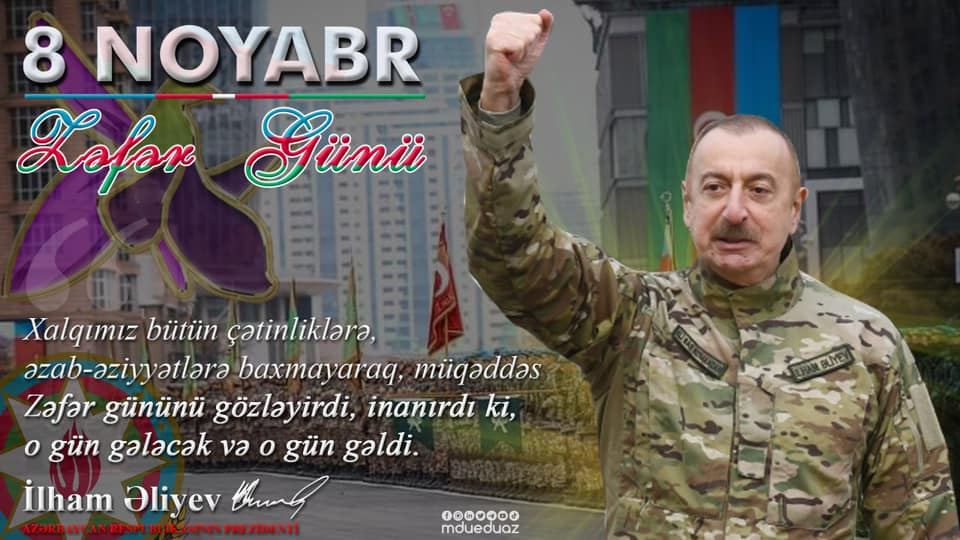 8 NOYABR
Zəfər Günü
Xalqımız bütün çətinliklərə,
əzab-əziyyətlərə baxmayaraq, müqəddəs
Zəfər gününü gözləyirdi, inanırdı ki,
o gün gələcək və o gün gəldi.
İlham Əliyev
AZƏRBAYCAN RESPUBLİKASININ PREZİDENTİ
İLHAM ƏLİYEV
mdueduaz